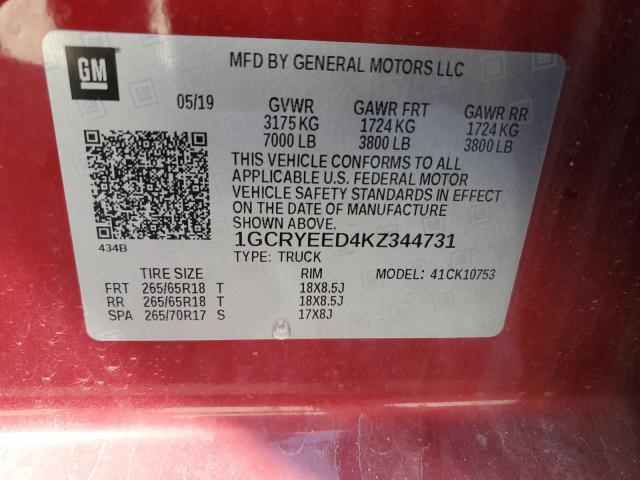 GM
MFD BY GENERAL MOTORS LLC
05/19 GVWR GAWR FRT GAWR RR
3175 KG 1724 KG 1724 KG
7000 LB 3800 LB 3800 LB
THIS VEHICLE CONFORMS TO ALL
APPLICABLE U.S. FEDERAL MOTOR
VEHICLE SAFETY STANDARDS IN EFFECT
ON THE DATE OF MANUFACTURE
SHOWN ABOVE.
434B
1GCRYEED4KZ344731
TYPE: TRUCK
TIRE SIZE RIM MODEL: 41CK10753
FRT 265/65R18 T 18X8.5J
RR 265/65R18 T 18X8.5J
SPA 265/70R17 S 17X8J